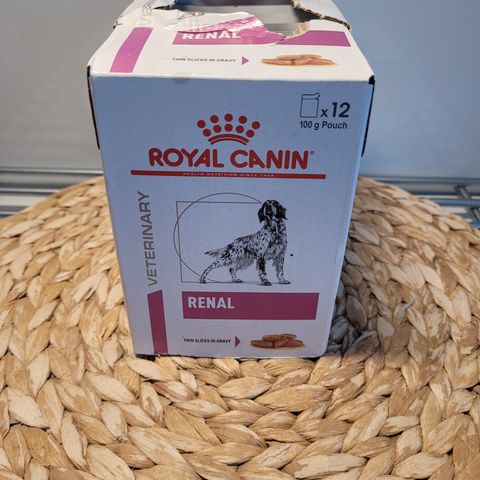 RENAL
THIN SLICES IN GRAVY
x 12
100 g Pouch
ROYAL CANIN®
HEALTH NUTRITION SINCE 1968
VETERINARY
RENAL
THIN SLICES IN GRAVY